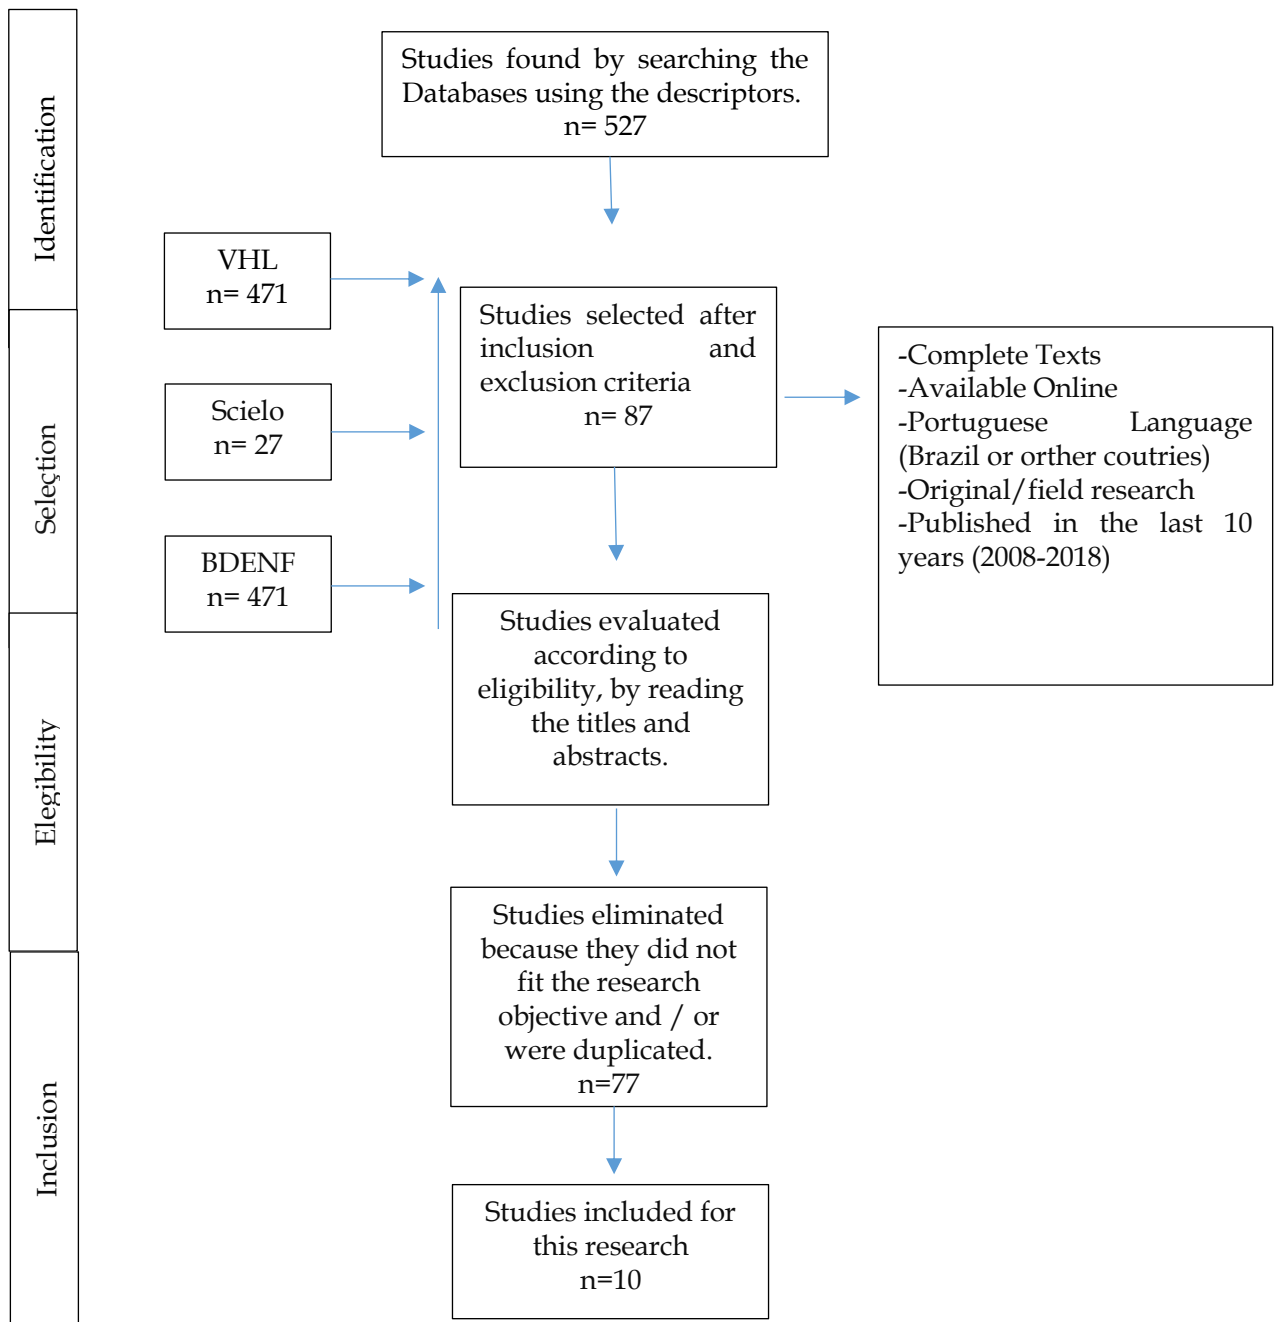 Identification
Studies found by searching the
Databases using the descriptors.
n= 527
VHL
n= 471
Studies selected after
inclusion and
exclusion criteria
n= 87
-Complete Texts
-Available Online
-Portuguese Language
(Brazil or orther coutries)
-Original/field research
-Published in the last 10
years (2008-2018)
Seleçtion
Scielo
n= 27
BDENF
n= 471
Elegibility
Studies evaluated
according to
eligibility, by reading
the titles and
abstracts.
Studies eliminated
because they did not
fit the research
objective and / or
were duplicated.
n=77
Inclusion
Studies included for
this research
n=10